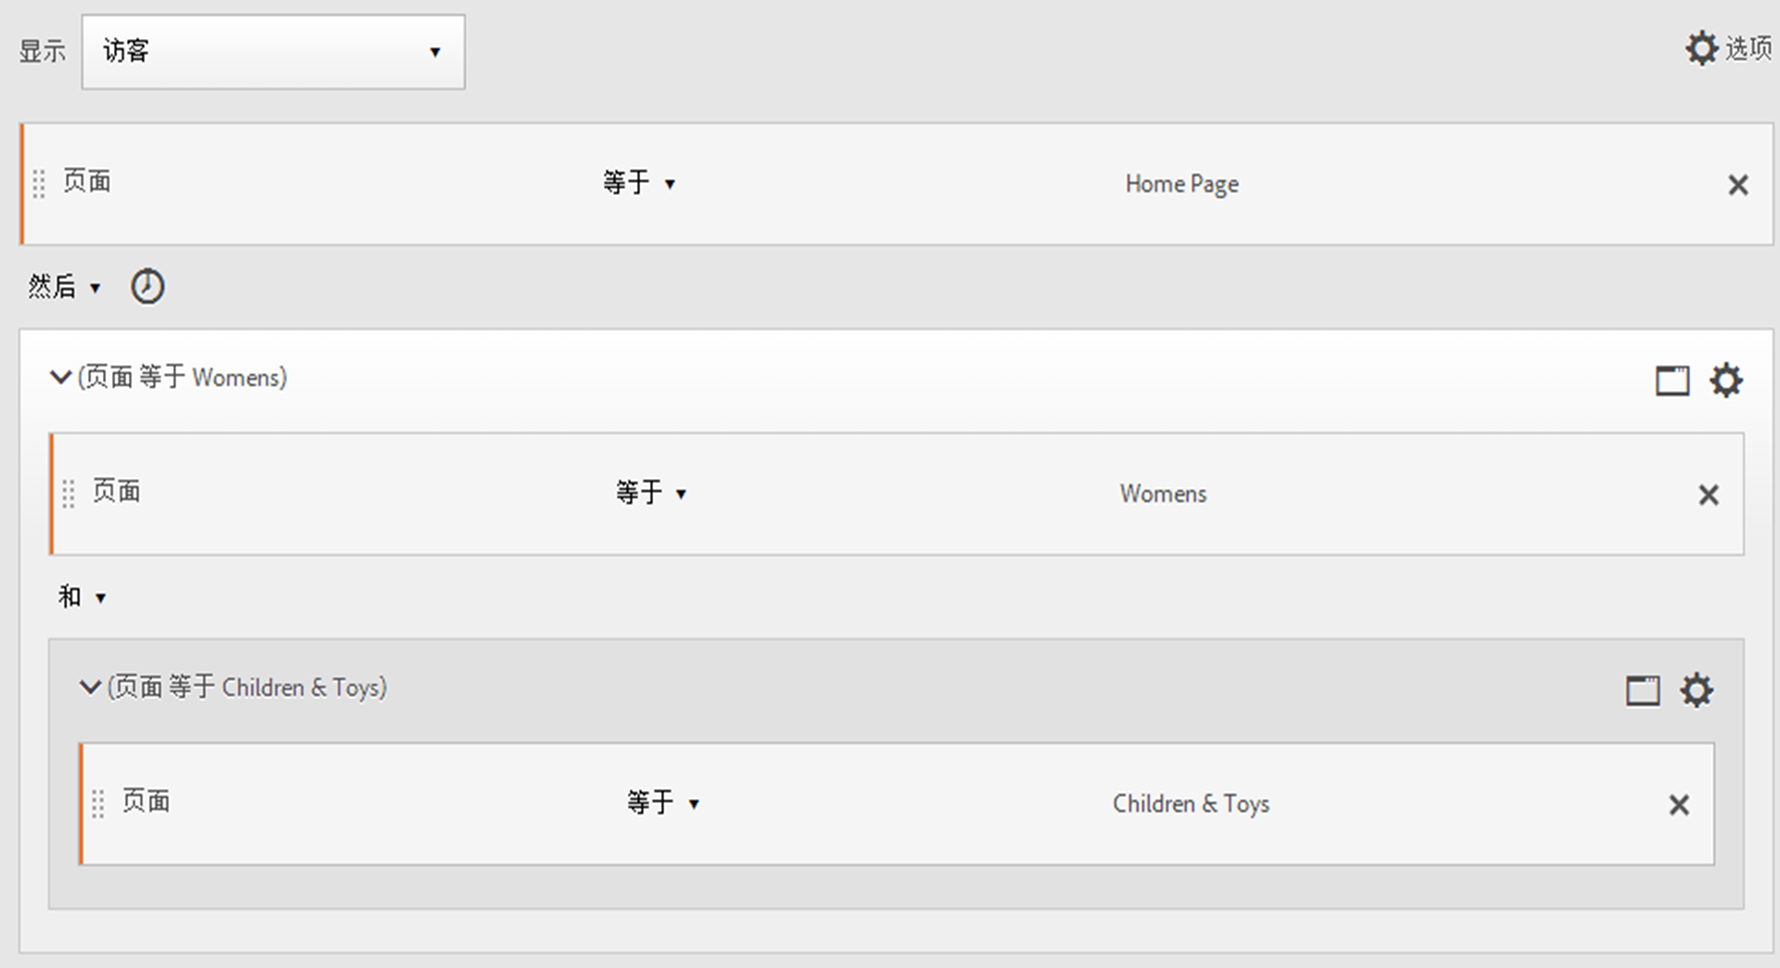 显示 访客 选项
页面 等于 Home Page
然后
(页面 等于 Womens)
页面 等于 Womens
和
(页面 等于 Children & Toys)
页面 等于 Children & Toys